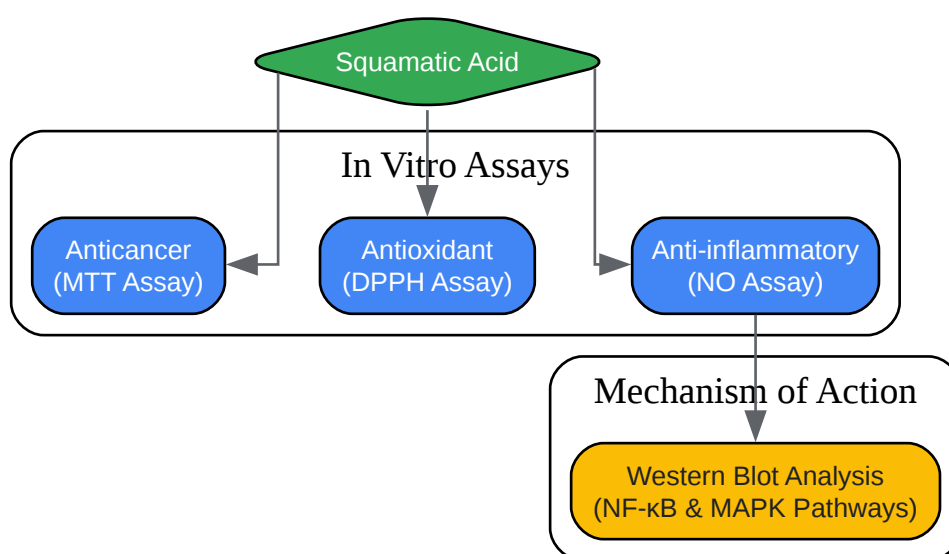 Squamatic Acid
In Vitro Assays
Anticancer
(MTT Assay)
Antioxidant
(DPPH Assay)
Anti-inflammatory
(NO Assay)
Mechanism of Action
Western Blot Analysis
(NF-κB & MAPK Pathways)